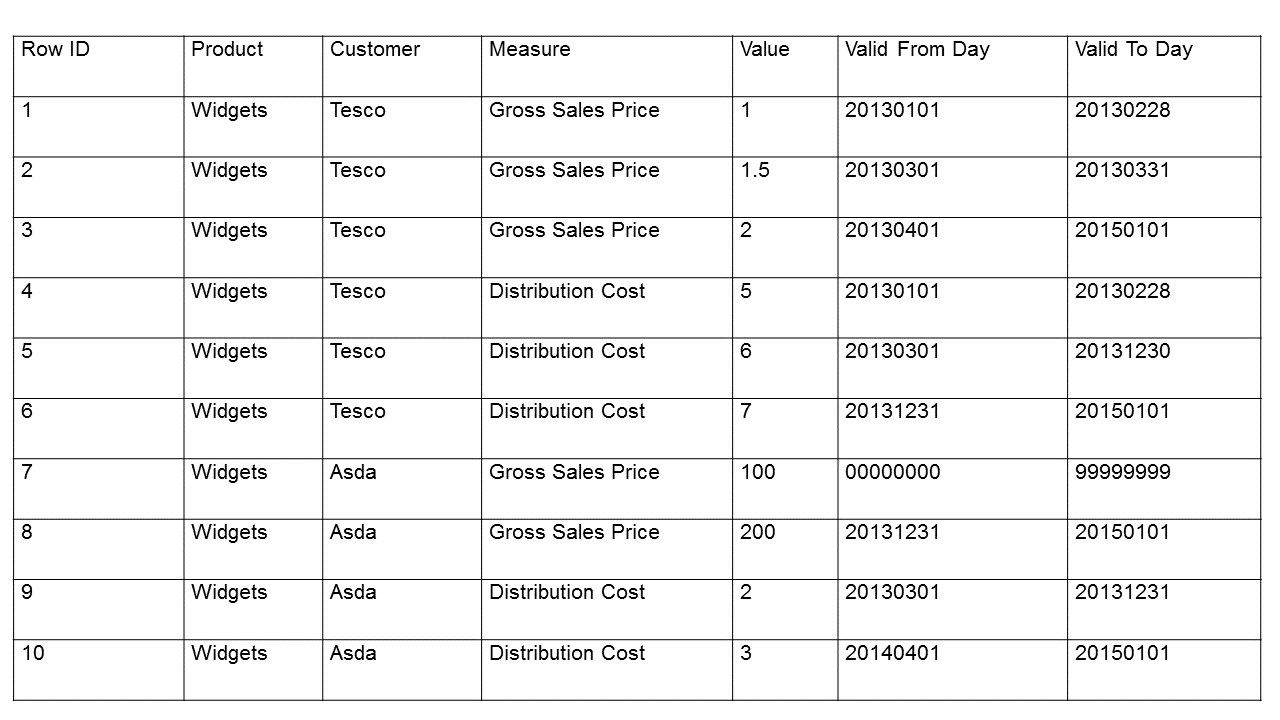 Row ID Product Customer Measure Value Valid From Day Valid To Day
1 Widgets Tesco Gross Sales Price 1 20130101 20130228
2 Widgets Tesco Gross Sales Price 1.5 20130301 20130331
3 Widgets Tesco Gross Sales Price 2 20130401 20150101
4 Widgets Tesco Distribution Cost 5 20130101 20130228
5 Widgets Tesco Distribution Cost 6 20130301 20131230
6 Widgets Tesco Distribution Cost 7 20131231 20150101
7 Widgets Asda Gross Sales Price 100 00000000 99999999
8 Widgets Asda Gross Sales Price 200 20131231 20150101
9 Widgets Asda Distribution Cost 2 20130301 20131231
10 Widgets Asda Distribution Cost 3 20140401 20150101